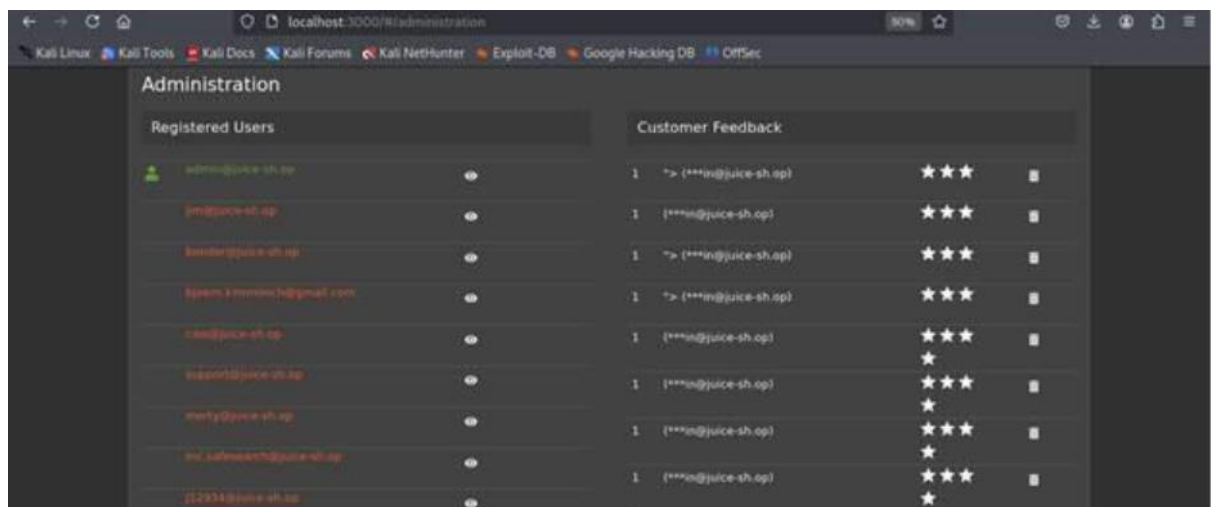 localhost:3000/#/administration
90%
Kali Linux Kali Tools Kali Docs Kali Forums Kali NetHunter Exploit-DB Google Hacking DB OffSec
Administration
Registered Users
Customer Feedback
admin@juice-sh.op
1 "> (***in@juice-sh.op)
jim@juice-sh.op
1 (***in@juice-sh.op)
bender@juice-sh.op
1 "> (***in@juice-sh.op)
bjoern.kimminich@gmail.com
1 "> (***in@juice-sh.op)
ciso@juice-sh.op
1 (***in@juice-sh.op)
support@juice-sh.op
1 (***in@juice-sh.op)
morty@juice-sh.op
1 (***in@juice-sh.op)
mc.safesearch@juice-sh.op
1 (***in@juice-sh.op)
J12934@juice-sh.op